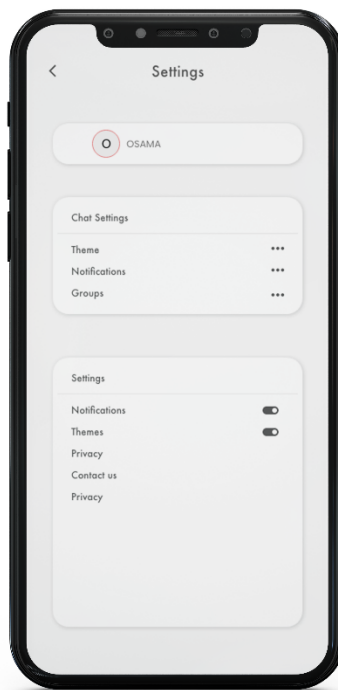 Settings
O OSAMA
Chat Settings
Theme
Notifications
Groups
Settings
Notifications
Themes
Privacy
Contact us
Privacy